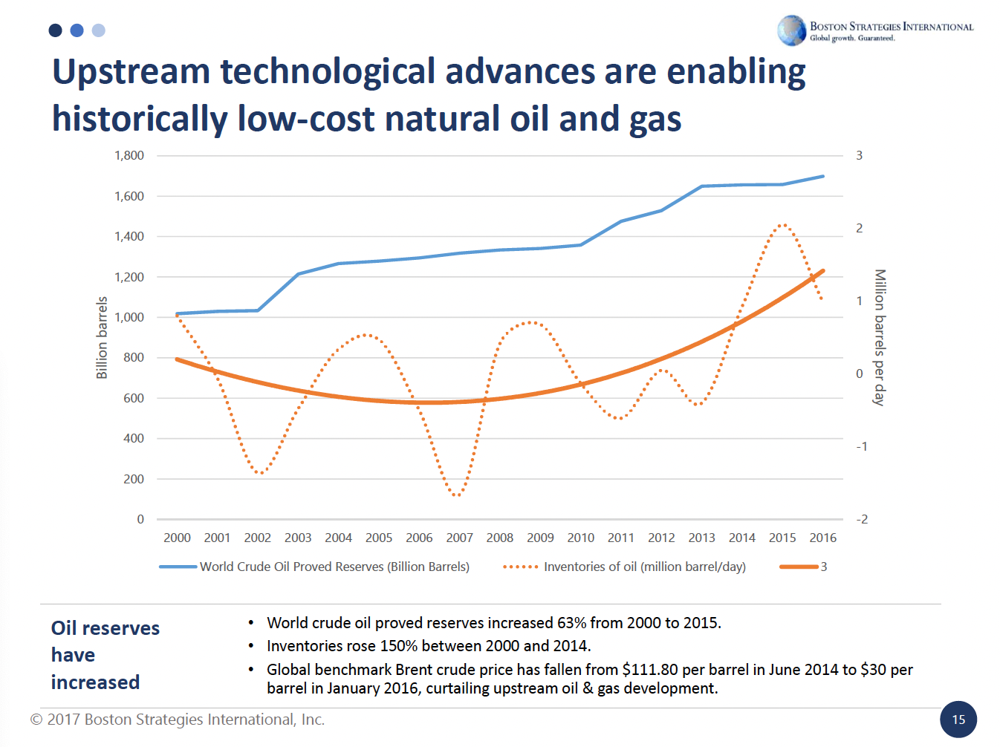 BOSTON STRATEGIES INTERNATIONAL
Global growth. Guaranteed.
Upstream technological advances are enabling
historically low-cost natural oil and gas
1,800
1,600
1,400
1,200
1,000
800
600
400
200
0
Billion barrels
3
2
1
0
-1
-2
Million barrels per day
2000 2001 2002 2003 2004 2005 2006 2007 2008 2009 2010 2011 2012 2013 2014 2015 2016
World Crude Oil Proved Reserves (Billion Barrels) Inventories of oil (million barrel/day) 3
Oil reserves
have
increased
• World crude oil proved reserves increased 63% from 2000 to 2015.
• Inventories rose 150% between 2000 and 2014.
• Global benchmark Brent crude price has fallen from $111.80 per barrel in June 2014 to $30 per
barrel in January 2016, curtailing upstream oil & gas development.
© 2017 Boston Strategies International, Inc.
15